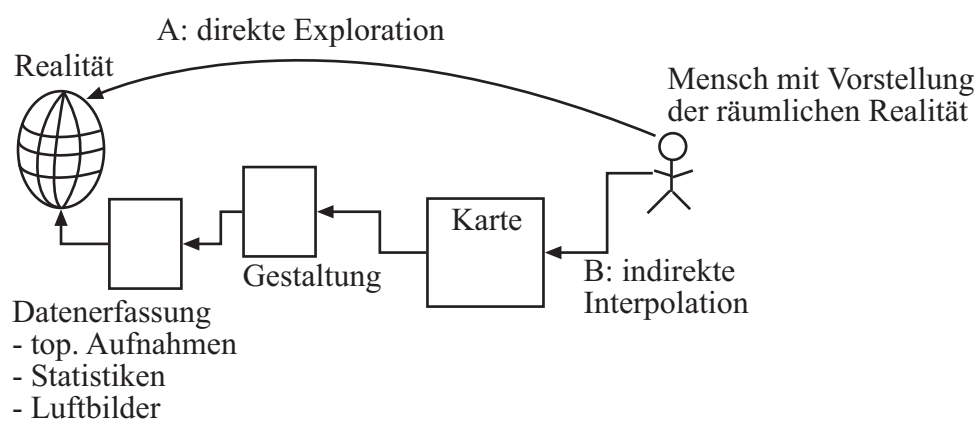 A: direkte Exploration
Realität
Mensch mit Vorstellung
der räumlichen Realität
Karte
Gestaltung
B: indirekte
Interpolation
Datenerfassung
- top. Aufnahmen
- Statistiken
- Luftbilder